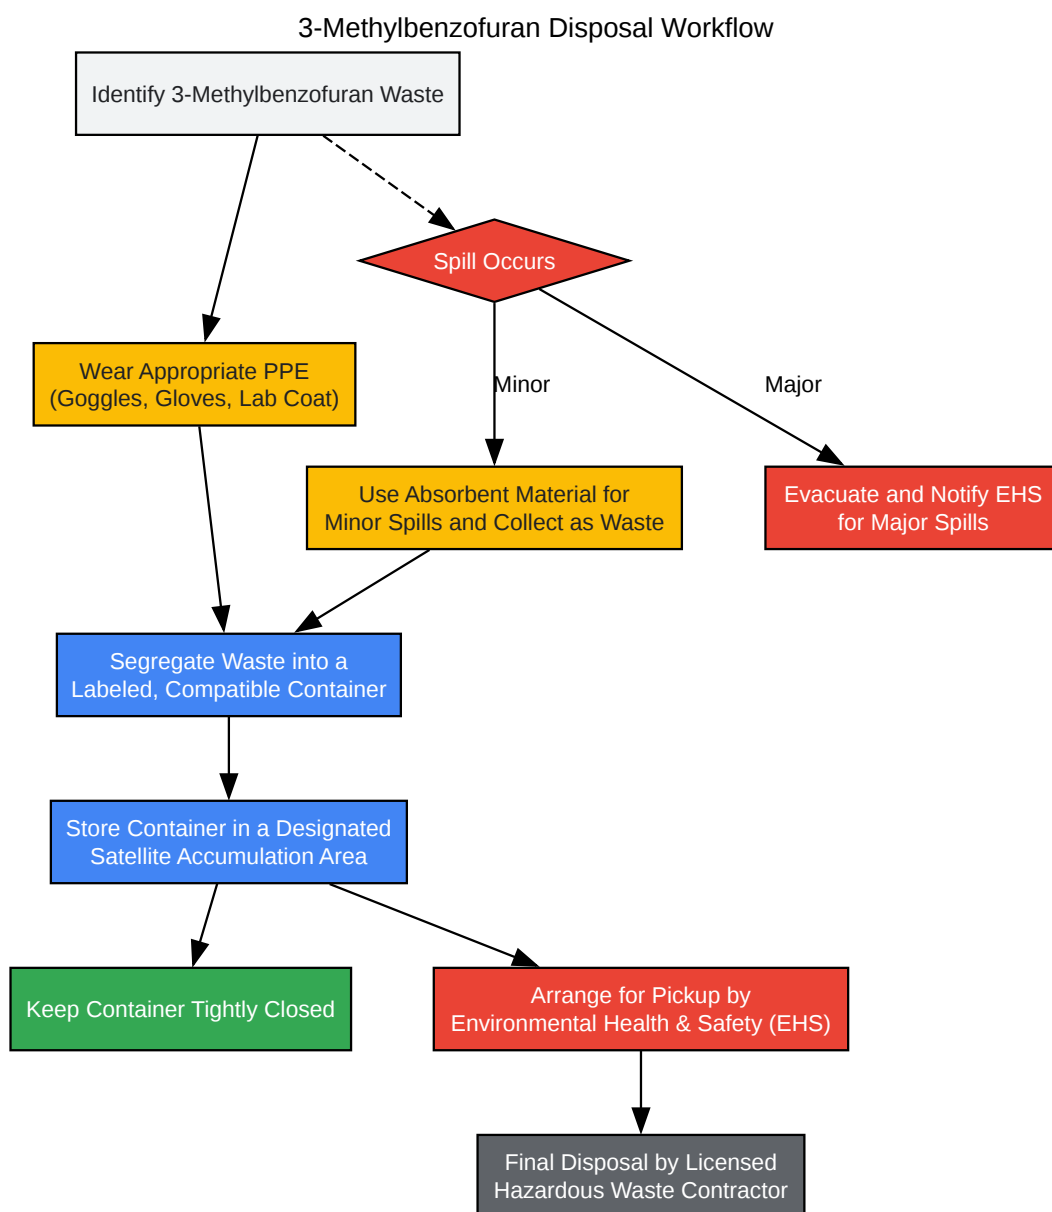 3-Methylbenzofuran Disposal Workflow
Identify 3-Methylbenzofuran Waste
Spill Occurs
Wear Appropriate PPE
(Goggles, Gloves, Lab Coat)
Minor
Major
Use Absorbent Material for
Minor Spills and Collect as Waste
Evacuate and Notify EHS
for Major Spills
Segregate Waste into a
Labeled, Compatible Container
Store Container in a Designated
Satellite Accumulation Area
Keep Container Tightly Closed
Arrange for Pickup by
Environmental Health & Safety (EHS)
Final Disposal by Licensed
Hazardous Waste Contractor